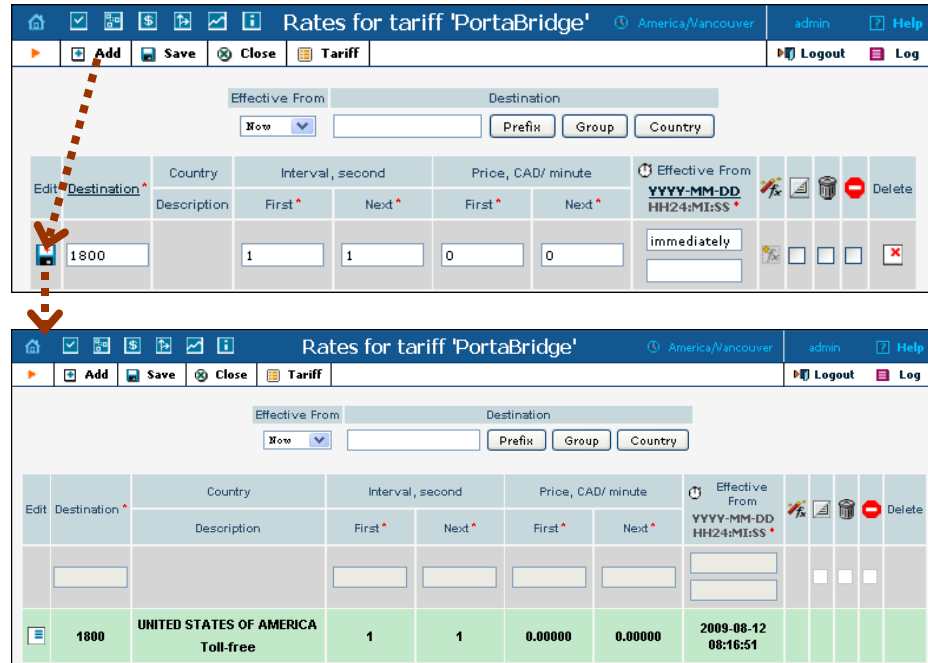 Rates for tariff 'PortaBridge' America/Vancouver admin ? Help
Add Save Close Tariff Logout Log
Effective From Destination
Now Prefix Group Country
Edit Destination * Country Interval, second Price, CAD/ minute Effective From Delete
YYYY-MM-DD
Description First * Next * First * Next * HH24:MI:SS *
1800 1 1 0 0 immediately
Rates for tariff 'PortaBridge' America/Vancouver admin ? Help
Add Save Close Tariff Logout Log
Effective From Destination
Now Prefix Group Country
Edit Destination * Country Interval, second Price, CAD/ minute Effective From Delete
Description First * Next * First * Next * YYYY-MM-DD
HH24:MI:SS *
1800 UNITED STATES OF AMERICA 1 1 0.00000 0.00000 2009-08-12
Toll-free 08:16:51